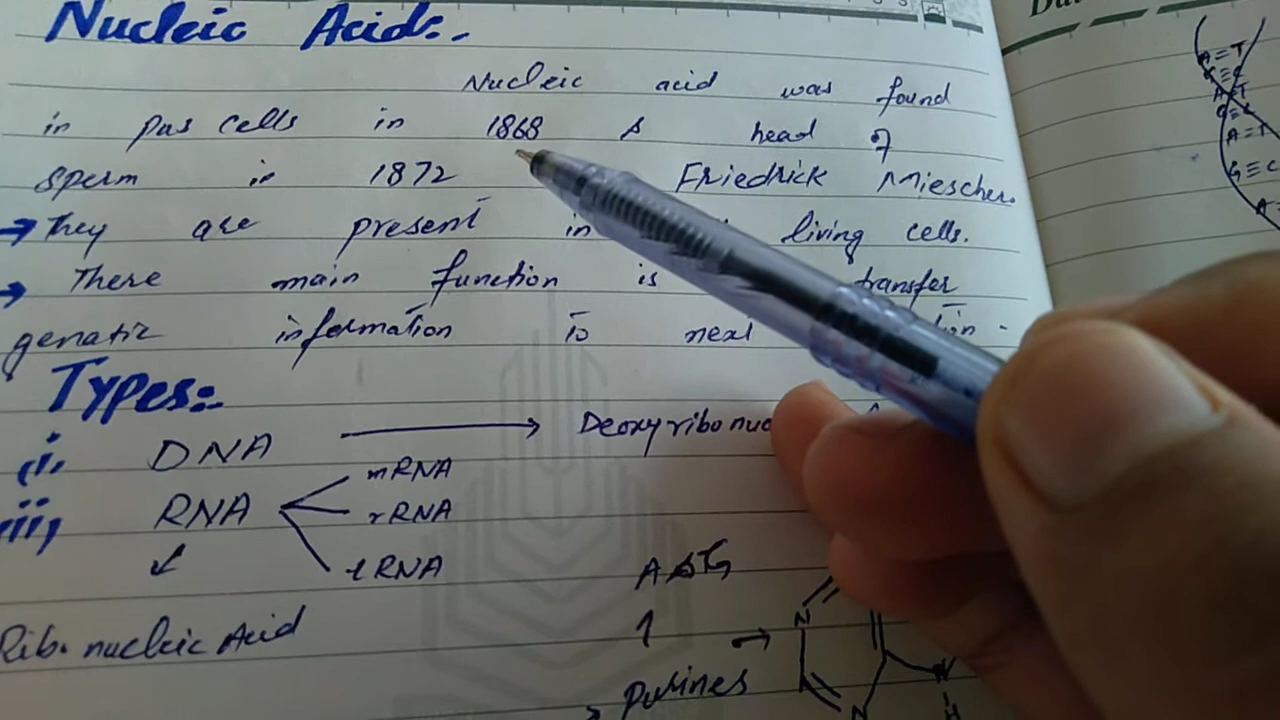 Nucleic Acid:-
Nucleic acid was found
in pus cells in 1868 & head of
sperm in 1872 Friedrick Miescher.
→ They are present in living cells.
→ There main function is transfer
genatic information to next
Types:-
(i, DNA → Deoxyribo nuc
mRNA
(ii, RNA rRNA
tRNA
Ribo nucleic Acid
A & G
↑
Purines →
N
N
N
H
A = T
G ≡ C
A = T
A = T
G ≡ C
A =